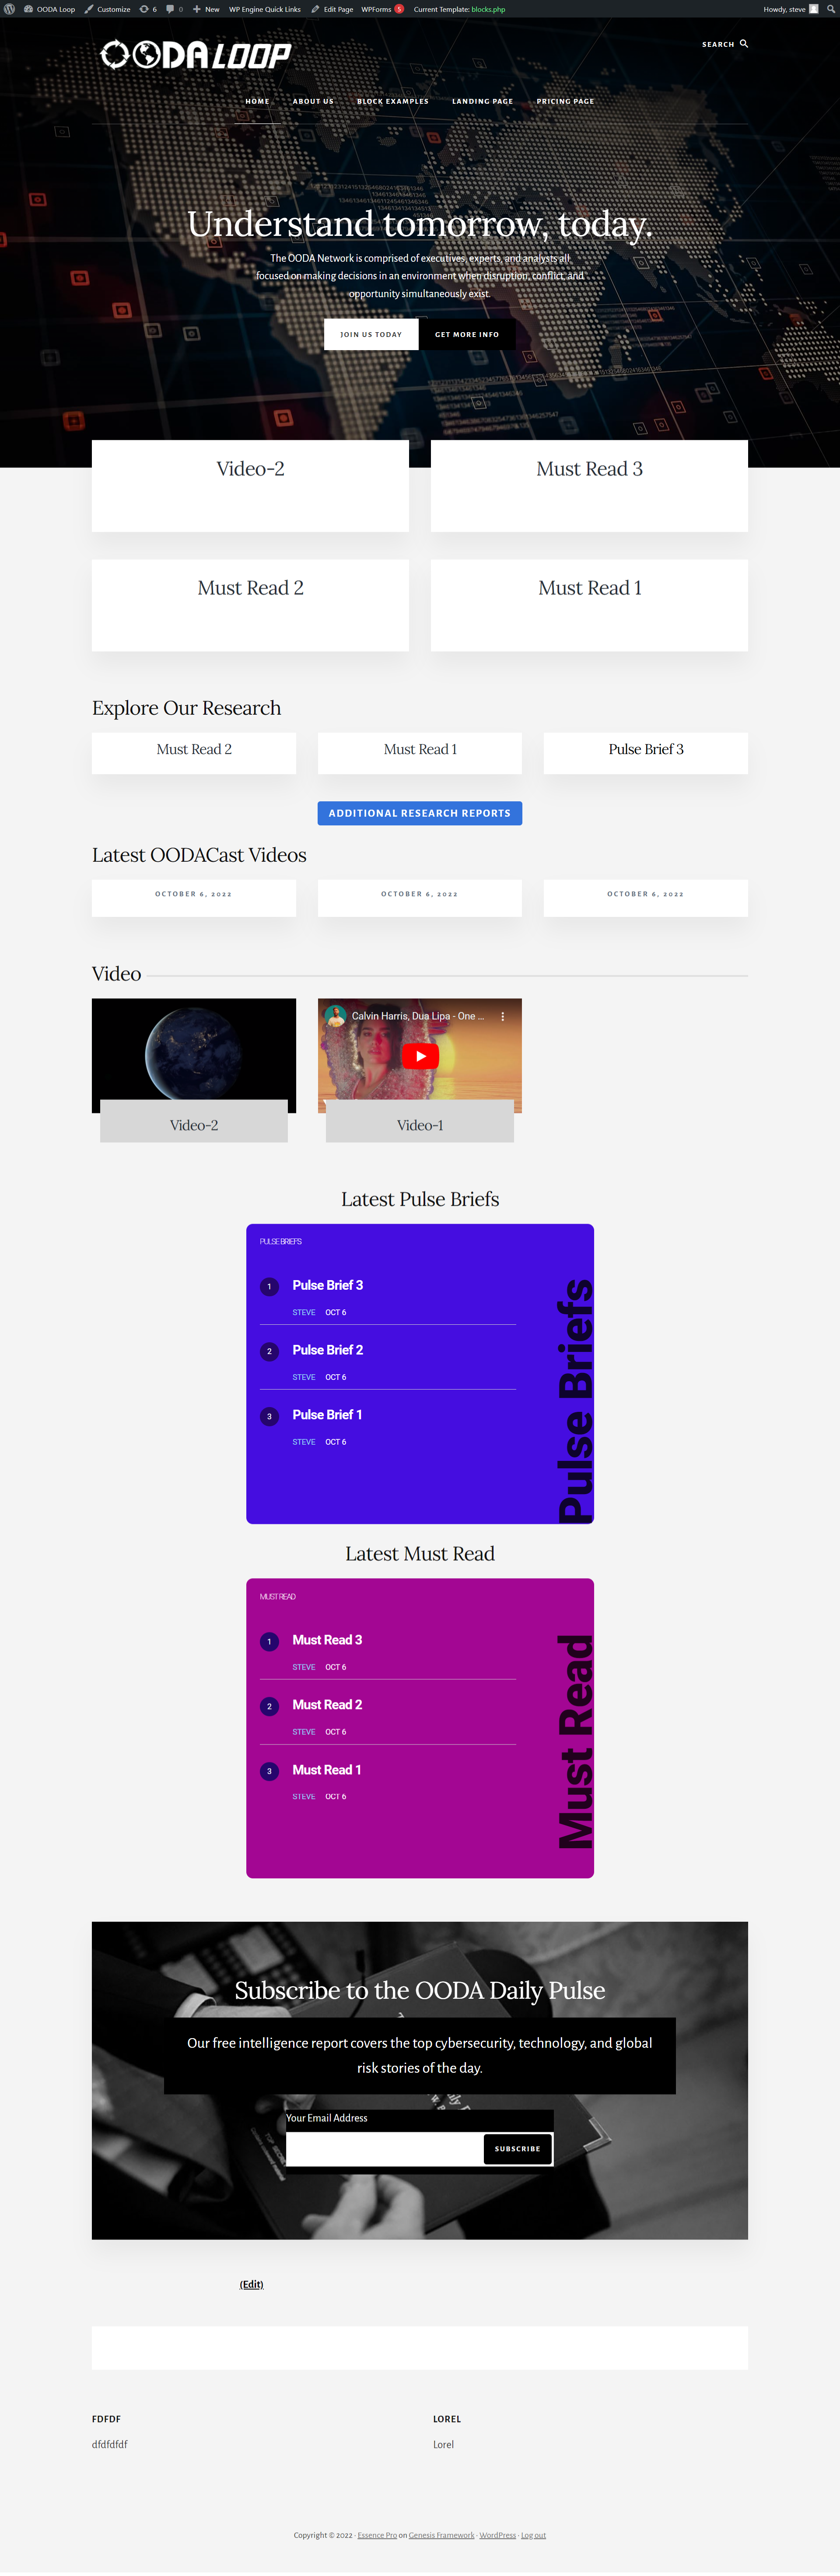 OODA Loop Customize 6 0 New WP Engine Quick Links Edit Page WPForms 5 Current Template: blocks.php Howdy, steve
OODALOOP
SEARCH
HOME ABOUT US BLOCK EXAMPLES LANDING PAGE PRICING PAGE
Understand tomorrow, today.
The OODA Network is comprised of executives, experts, and analysts all
focused on making decisions in an environment when disruption, conflict, and
opportunity simultaneously exist.
JOIN US TODAY GET MORE INFO
Video-2 Must Read 3
Must Read 2 Must Read 1
Explore Our Research
Must Read 2 Must Read 1 Pulse Brief 3
ADDITIONAL RESEARCH REPORTS
Latest OODACast Videos
OCTOBER 6, 2022 OCTOBER 6, 2022 OCTOBER 6, 2022
Video
Calvin Harris, Dua Lipa - One ...
Video-2 Video-1
Latest Pulse Briefs
PULSE BRIEFS
1 Pulse Brief 3
STEVE OCT 6
2 Pulse Brief 2
STEVE OCT 6
3 Pulse Brief 1
STEVE OCT 6
Pulse Briefs
Latest Must Read
MUST READ
1 Must Read 3
STEVE OCT 6
2 Must Read 2
STEVE OCT 6
3 Must Read 1
STEVE OCT 6
Must Read
Subscribe to the OODA Daily Pulse
Our free intelligence report covers the top cybersecurity, technology, and global
risk stories of the day.
Your Email Address
SUBSCRIBE
(Edit)
FDFDF LOREL
dfdfdfdf Lorel
Copyright © 2022 · Essence Pro on Genesis Framework · WordPress · Log out